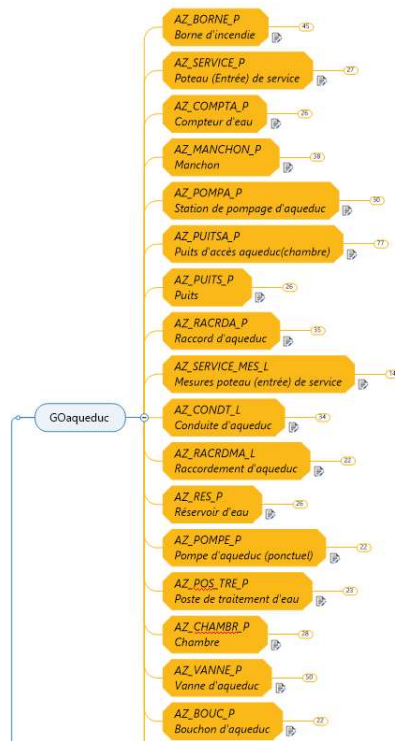 AZ_BORNE_P
Borne d'incendie
45
AZ_SERVICE_P
Poteau (Entrée) de service
27
AZ_COMPTA_P
Compteur d'eau
26
AZ_MANCHON_P
Manchon
38
AZ_POMPA_P
Station de pompage d'aqueduc
30
AZ_PUITSA_P
Puits d'accès aqueduc(chambre)
77
AZ_PUITS_P
Puits
26
AZ_RACRDA_P
Raccord d'aqueduc
35
AZ_SERVICE_MES_L
Mesures poteau (entrée) de service
14
GOaqueduc
AZ_CONDT_L
Conduite d'aqueduc
34
AZ_RACRDMA_L
Raccordement d'aqueduc
22
AZ_RES_P
Réservoir d'eau
26
AZ_POMPE_P
Pompe d'aqueduc (ponctuel)
22
AZ_POS_TRE_P
Poste de traitement d'eau
23
AZ_CHAMBR_P
Chambre
28
AZ_VANNE_P
Vanne d'aqueduc
50
AZ_BOUC_P
Bouchon d'aqueduc
22